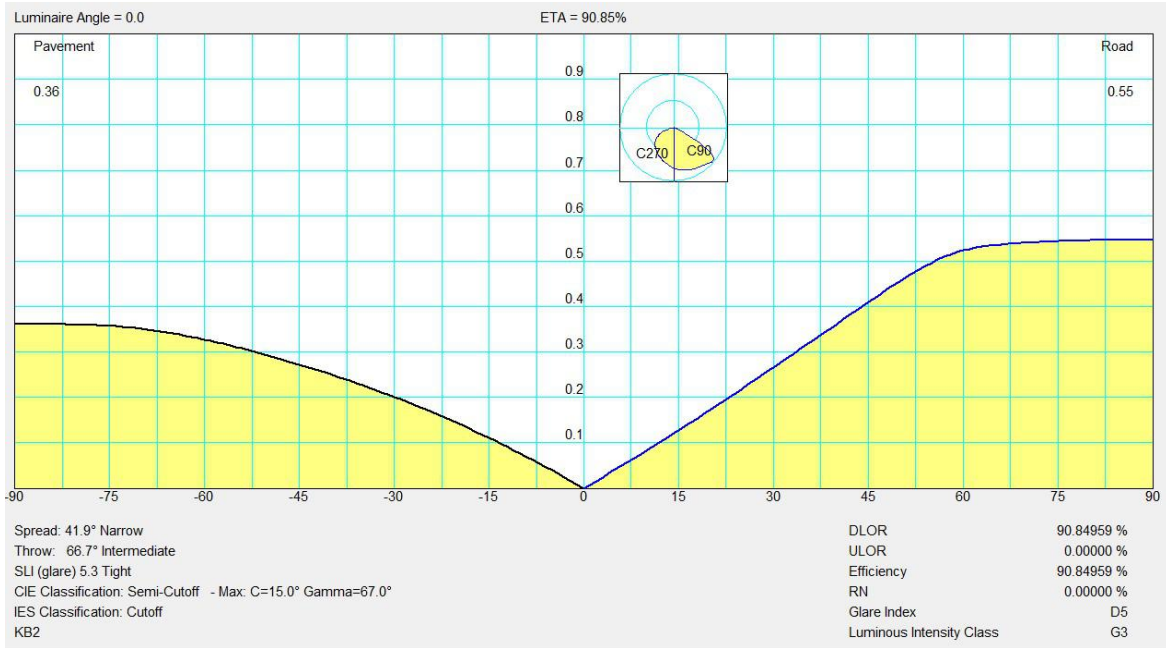 Luminaire Angle = 0.0 ETA = 90.85%
Pavement Road
0.36 0.55
0.9
0.8
0.7
0.6
0.5
0.4
0.3
0.2
0.1
C270 C90
-90 -75 -60 -45 -30 -15 0 15 30 45 60 75 90
Spread: 41.9° Narrow
Throw: 66.7° Intermediate
SLI (glare) 5.3 Tight
CIE Classification: Semi-Cutoff - Max: C=15.0° Gamma=67.0°
IES Classification: Cutoff
KB2
DLOR 90.84959 %
ULOR 0.00000 %
Efficiency 90.84959 %
RN 0.00000 %
Glare Index D5
Luminous Intensity Class G3